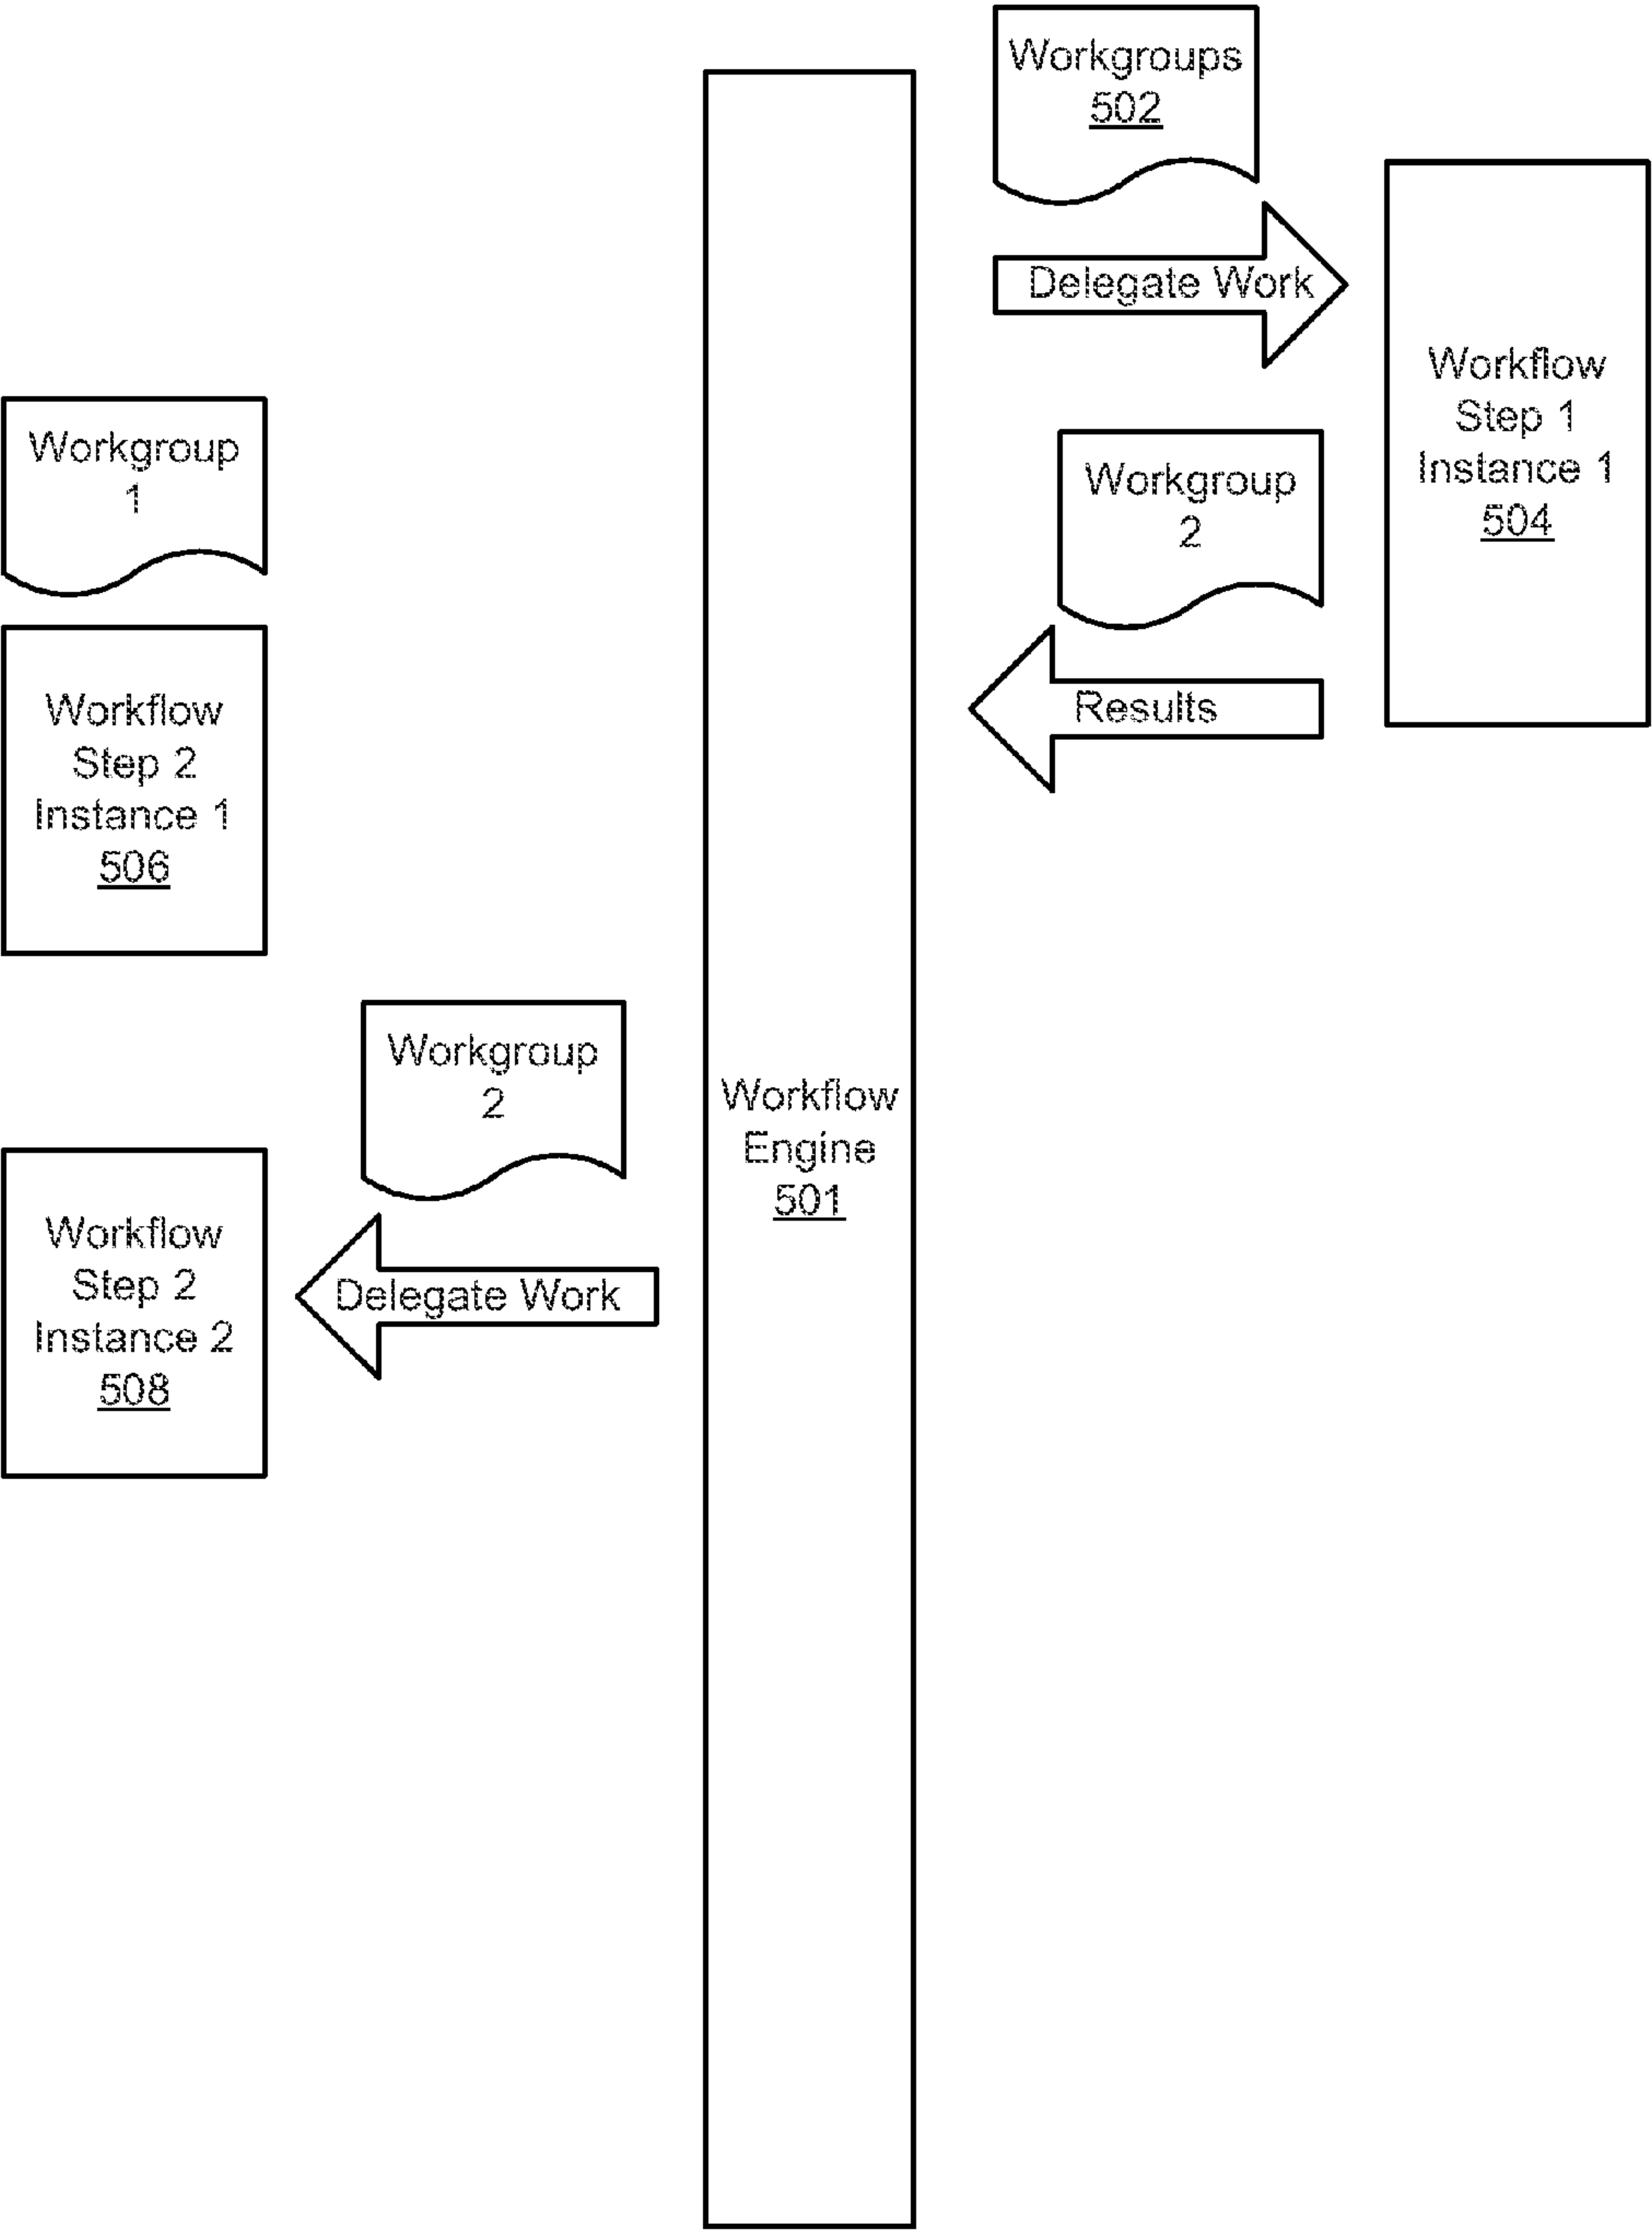 Workgroups
502
Delegate Work
Workflow
Step 1
Instance 1
504
Workgroup
1
Workgroup
2
Workflow
Step 2
Instance 1
506
Results
Workgroup
2
Workflow
Engine
501
Workflow
Step 2
Instance 2
508
Delegate Work